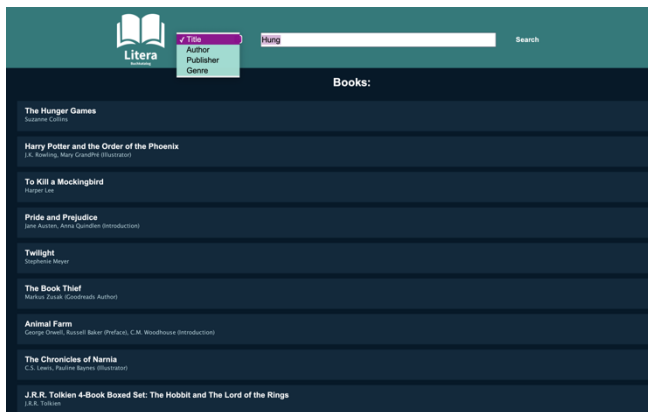 Litera
✓ Title
Author
Publisher
Genre
Hung
Search
Books:
The Hunger Games
Suzanne Collins
Harry Potter and the Order of the Phoenix
J.K. Rowling, Mary GrandPré (Illustrator)
To Kill a Mockingbird
Harper Lee
Pride and Prejudice
Jane Austen, Anna Quindlen (Introduction)
Twilight
Stephenie Meyer
The Book Thief
Markus Zusak (Goodreads Author)
Animal Farm
George Orwell, Russell Baker (Preface), C.M. Woodhouse (Introduction)
The Chronicles of Narnia
C.S. Lewis, Pauline Baynes (Illustrator)
J.R.R. Tolkien 4-Book Boxed Set: The Hobbit and The Lord of the Rings
J.R.R. Tolkien